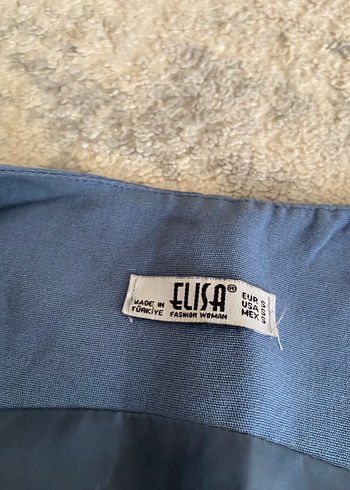 ELISA®
MADE IN
TÜRKİYE
FASHION WOMAN
EUR
USA
MEX